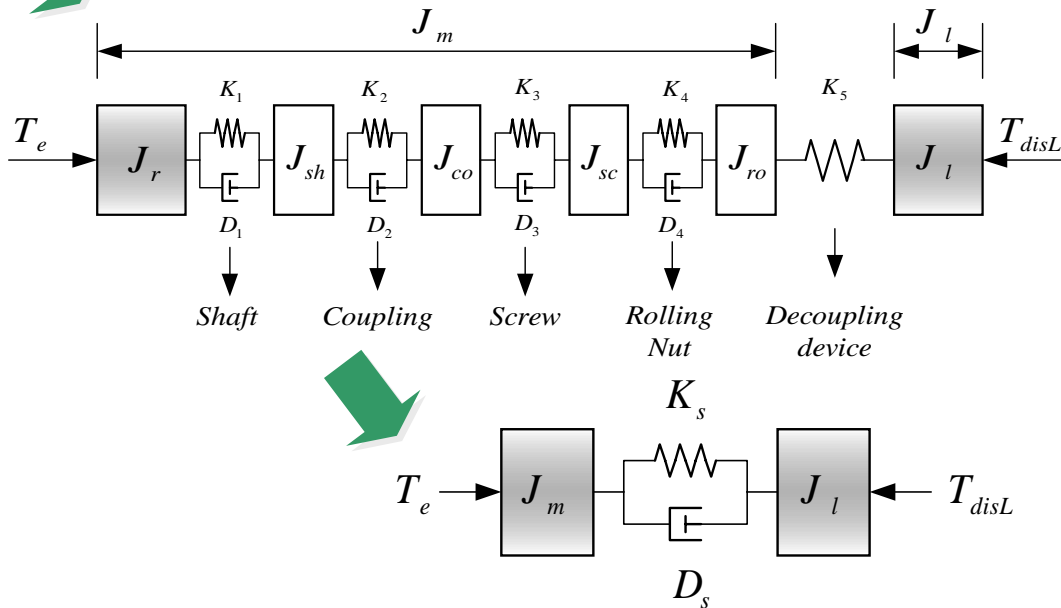 J_m J_l
K_1 K_2 K_3 K_4 K_5
T_e J_r J_sh J_co J_sc J_ro J_l T_disL
D_1 D_2 D_3 D_4
Shaft Coupling Screw Rolling Decoupling
Nut device
K_s
T_e J_m J_l T_disL
D_s